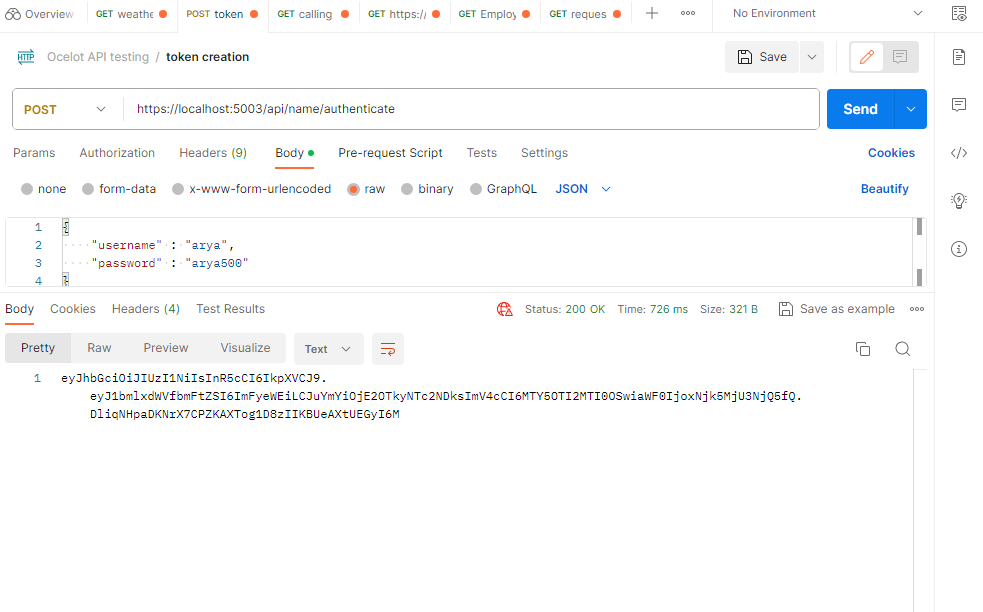 Overview GET weathe POST token GET calling GET https:/ GET Employ GET reques No Environment
HTTP Ocelot API testing / token creation Save
POST https://localhost:5003/api/name/authenticate Send
Params Authorization Headers (9) Body Pre-request Script Tests Settings Cookies
none form-data x-www-form-urlencoded raw binary GraphQL JSON Beautify
1 {
2 "username" : "arya",
3 "password" : "arya500"
4 }
Body Cookies Headers (4) Test Results Status: 200 OK Time: 726 ms Size: 321 B Save as example
Pretty Raw Preview Visualize Text
1 eyJhbGciOiJIUzI1NiIsInR5cCI6IkpXVCJ9.
eyJ1bmlxdWVfbmFtZSI6ImFyeWEiLCJuYmYiOjE2OTkyNTc2NDksImV4cCI6MTY5OTI2MTI0OSwiaWF0IjoxNjk5MjU3NjQ5fQ.
DliqNHpaDKNrX7CPZKAXTog1D8zIIKBUeAXtUEGyI6M